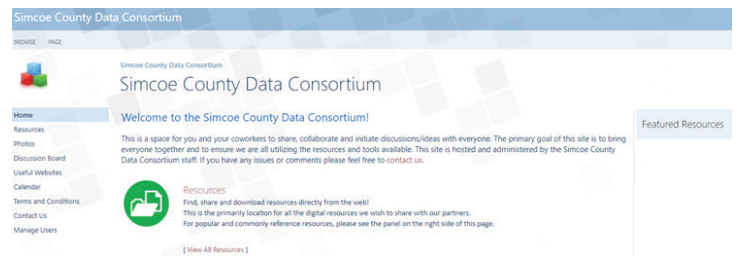 Simcoe County Data Consortium
BROWSE PAGE
Simcoe County Data Consortium
Simcoe County Data Consortium
Home
Resources
Photos
Discussion Board
Useful Websites
Calendar
Terms and Conditions
Contact Us
Manage Users
Welcome to the Simcoe County Data Consortium!
This is a space for you and your coworkers to share, collaborate and initiate discussions/ideas with everyone. The primary goal of this site is to bring
everyone together and to ensure we are all utilizing the resources and tools available. This site is hosted and administered by the Simcoe County
Data Consortium staff. If you have any issues or comments please feel free to contact us.
Resources
Find, share and download resources directly from the web!
This is the primarily location for all the digital resources we wish to share with our partners.
For popular and commonly reference resources, please see the panel on the right side of this page.
[ View All Resources ]
Featured Resources